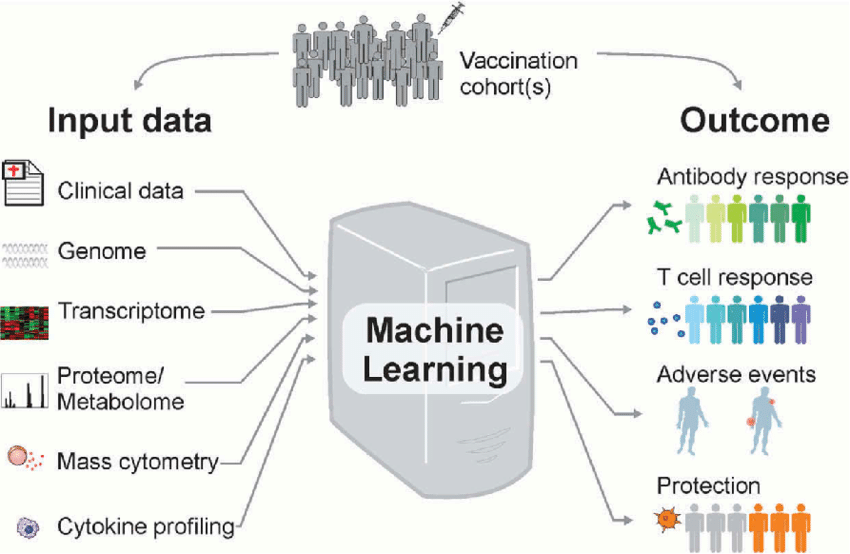 Vaccination
cohort(s)
Input data
Outcome
Clinical data
Genome
Transcriptome
Proteome/
Metabolome
Mass cytometry
Cytokine profiling
Machine
Learning
Antibody response
T cell response
Adverse events
Protection